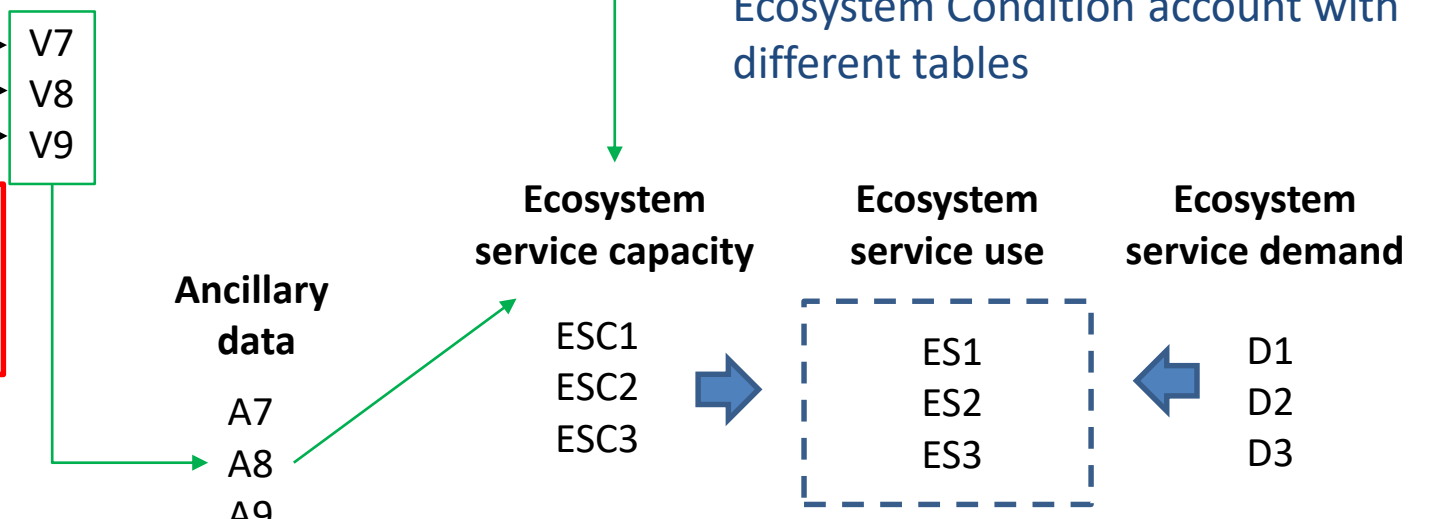 Ecosystem Condition account with
different tables
V7
V8
V9
Ecosystem
service capacity
Ecosystem
service use
Ecosystem
service demand
Ancillary
data
ESC1
ESC2
ESC3
ES1
ES2
ES3
D1
D2
D3
A7
A8
A9